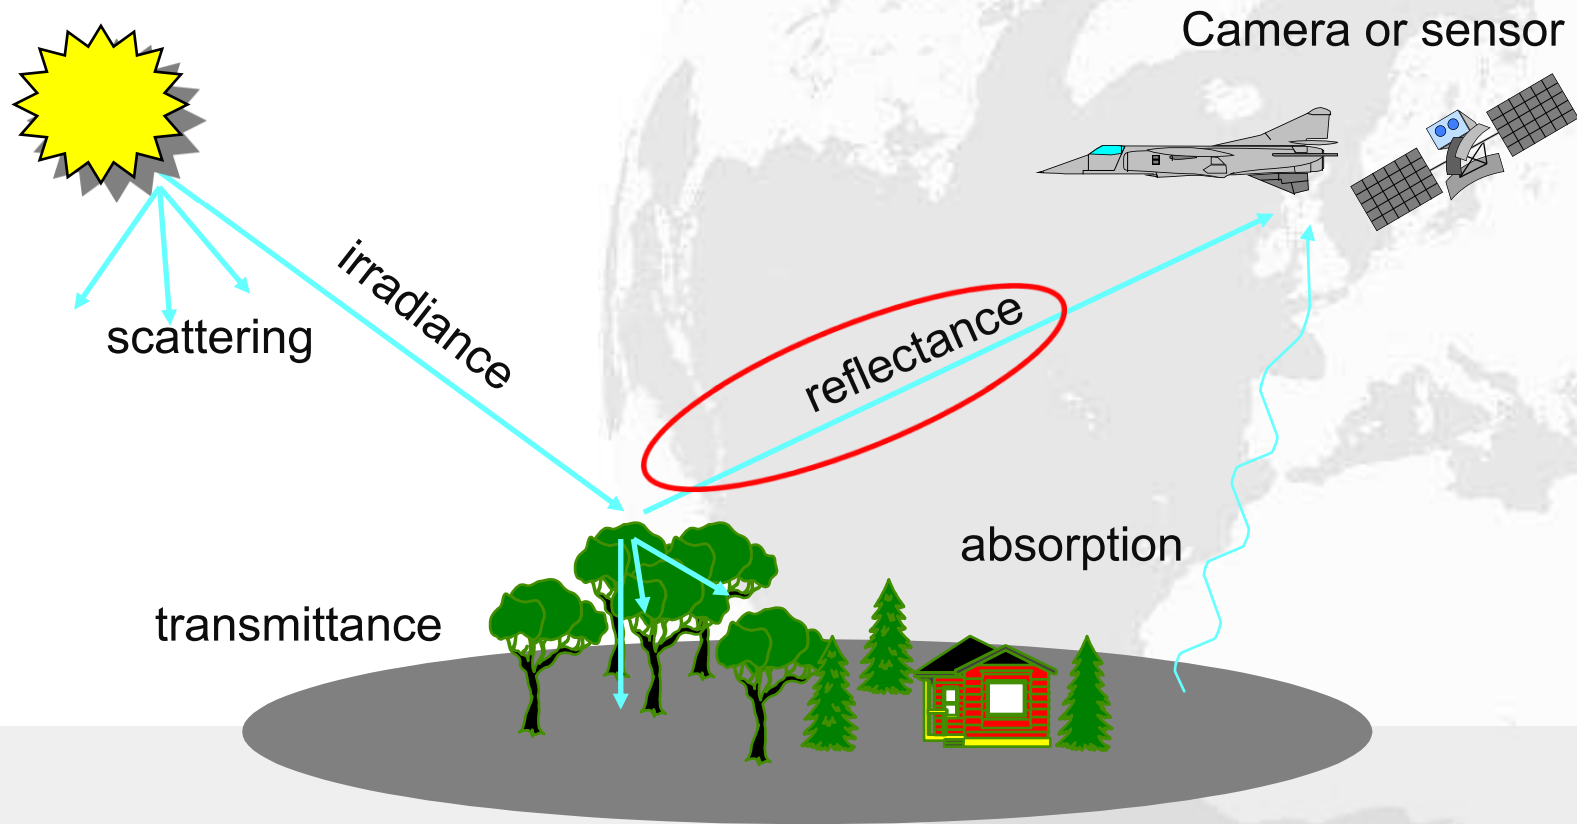 Camera or sensor
irradiance
scattering
reflectance
absorption
transmittance